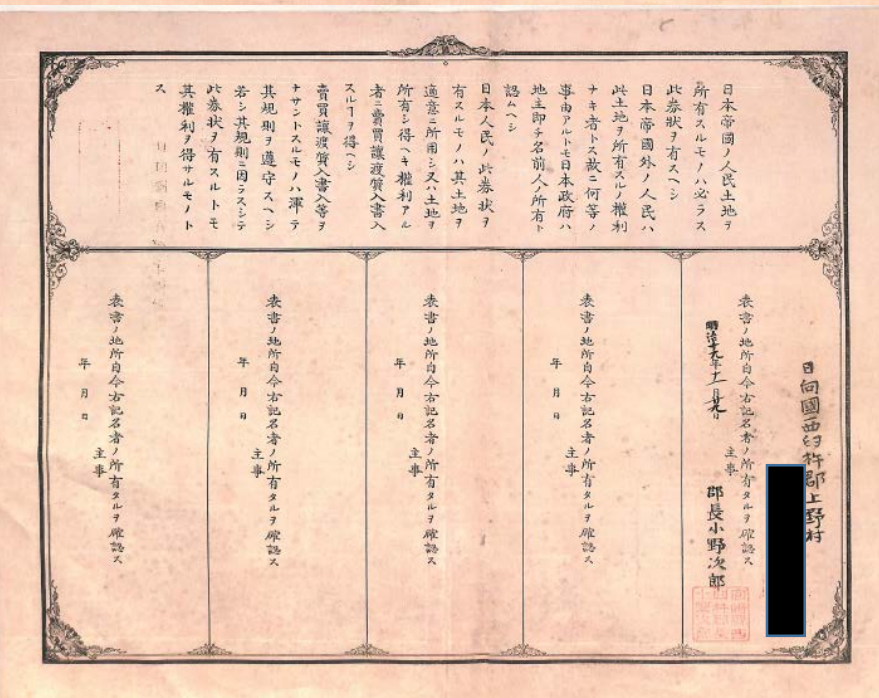 日本帝國ノ人民土地ヲ
所有スルモノハ必ラス
此券狀ヲ有スヘシ
日本帝國外ノ人民ハ
此土地ヲ所有スルノ權利
ナキ者トス故ニ何等ノ
事由アルトモ日本政府ハ
地主即チ名前人ノ所有ト
認ムヘシ
日本人民ノ此券狀ヲ
有スルモノハ其土地ヲ
適意ニ所用シ又ハ土地ヲ
所有シ得ヘキ權利アル
者ニ賣買讓渡質入書入
スルヿヲ得ヘシ
賣買讓渡質入書入等ヲ
ナサントスルモノハ渾テ
其規則ヲ遵守スヘシ
若シ其規則ニ因ラスシテ
此券狀ヲ有スルトモ
其權利ヲ得サルモノト
ス
日向國西臼杵郡上野村
表書ノ地所自今右記名者ノ所有タルヲ確認ス
主事
明治十九年十一月廿九日
郡長小野次郎
表書ノ地所自今右記名者ノ所有タルヲ確認ス
主事
年月日
表書ノ地所自今右記名者ノ所有タルヲ確認ス
主事
年月日
表書ノ地所自今右記名者ノ所有タルヲ確認ス
主事
年月日
表書ノ地所自今右記名者ノ所有タルヲ確認ス
主事
年月日